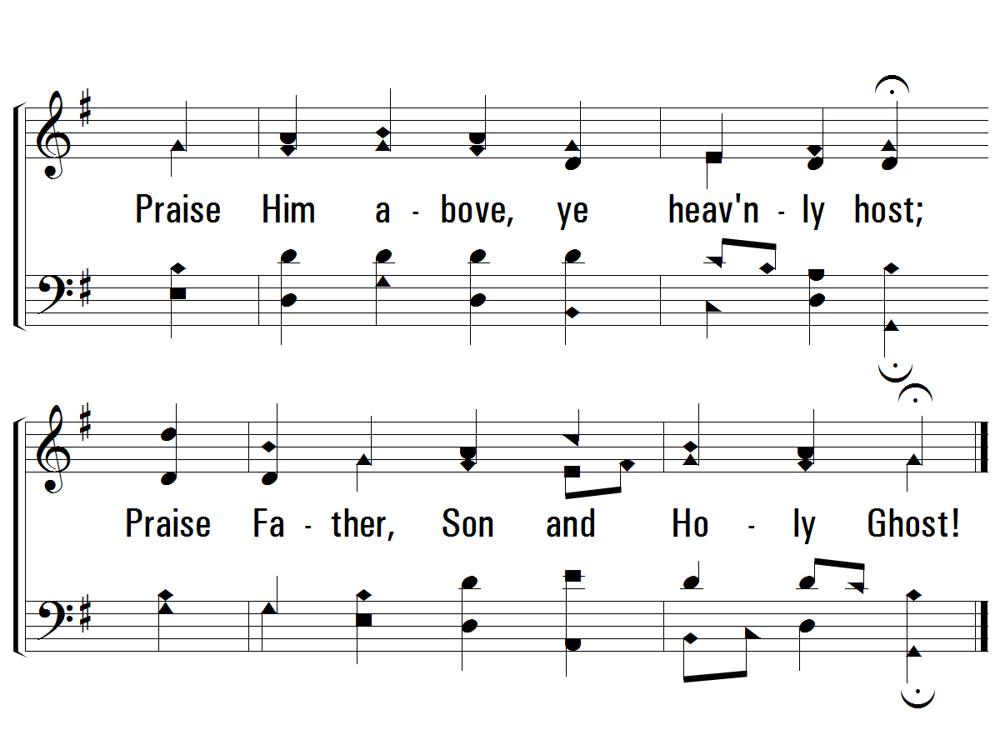 Praise Him a - bove, ye heav'n - ly host;
Praise Fa - ther, Son and Ho - ly Ghost!